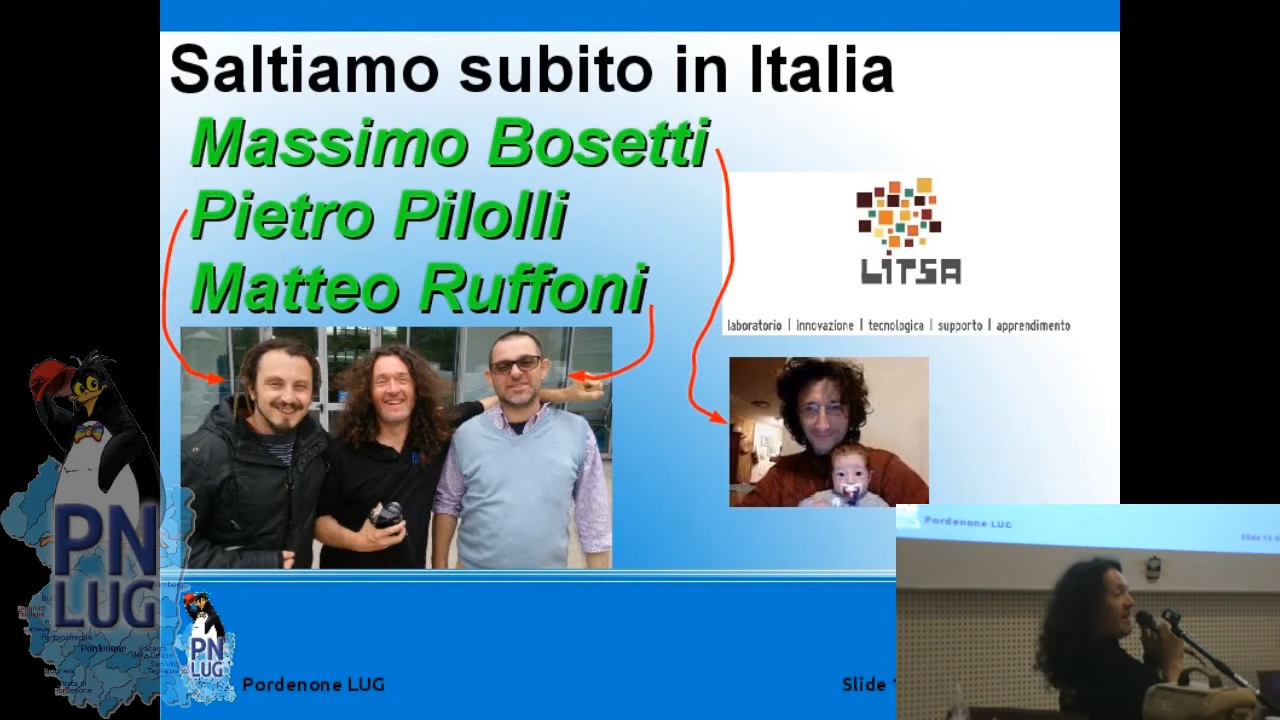 Saltiamo subito in Italia
Massimo Bosetti
Pietro Pilolli
Matteo Ruffoni
LiTSA
laboratorio | innovazione | tecnologica | supporto | apprendimento
PN
LUG
Pordenone
PN
LUG
Pordenone LUG
Slide
Pordenone LUG